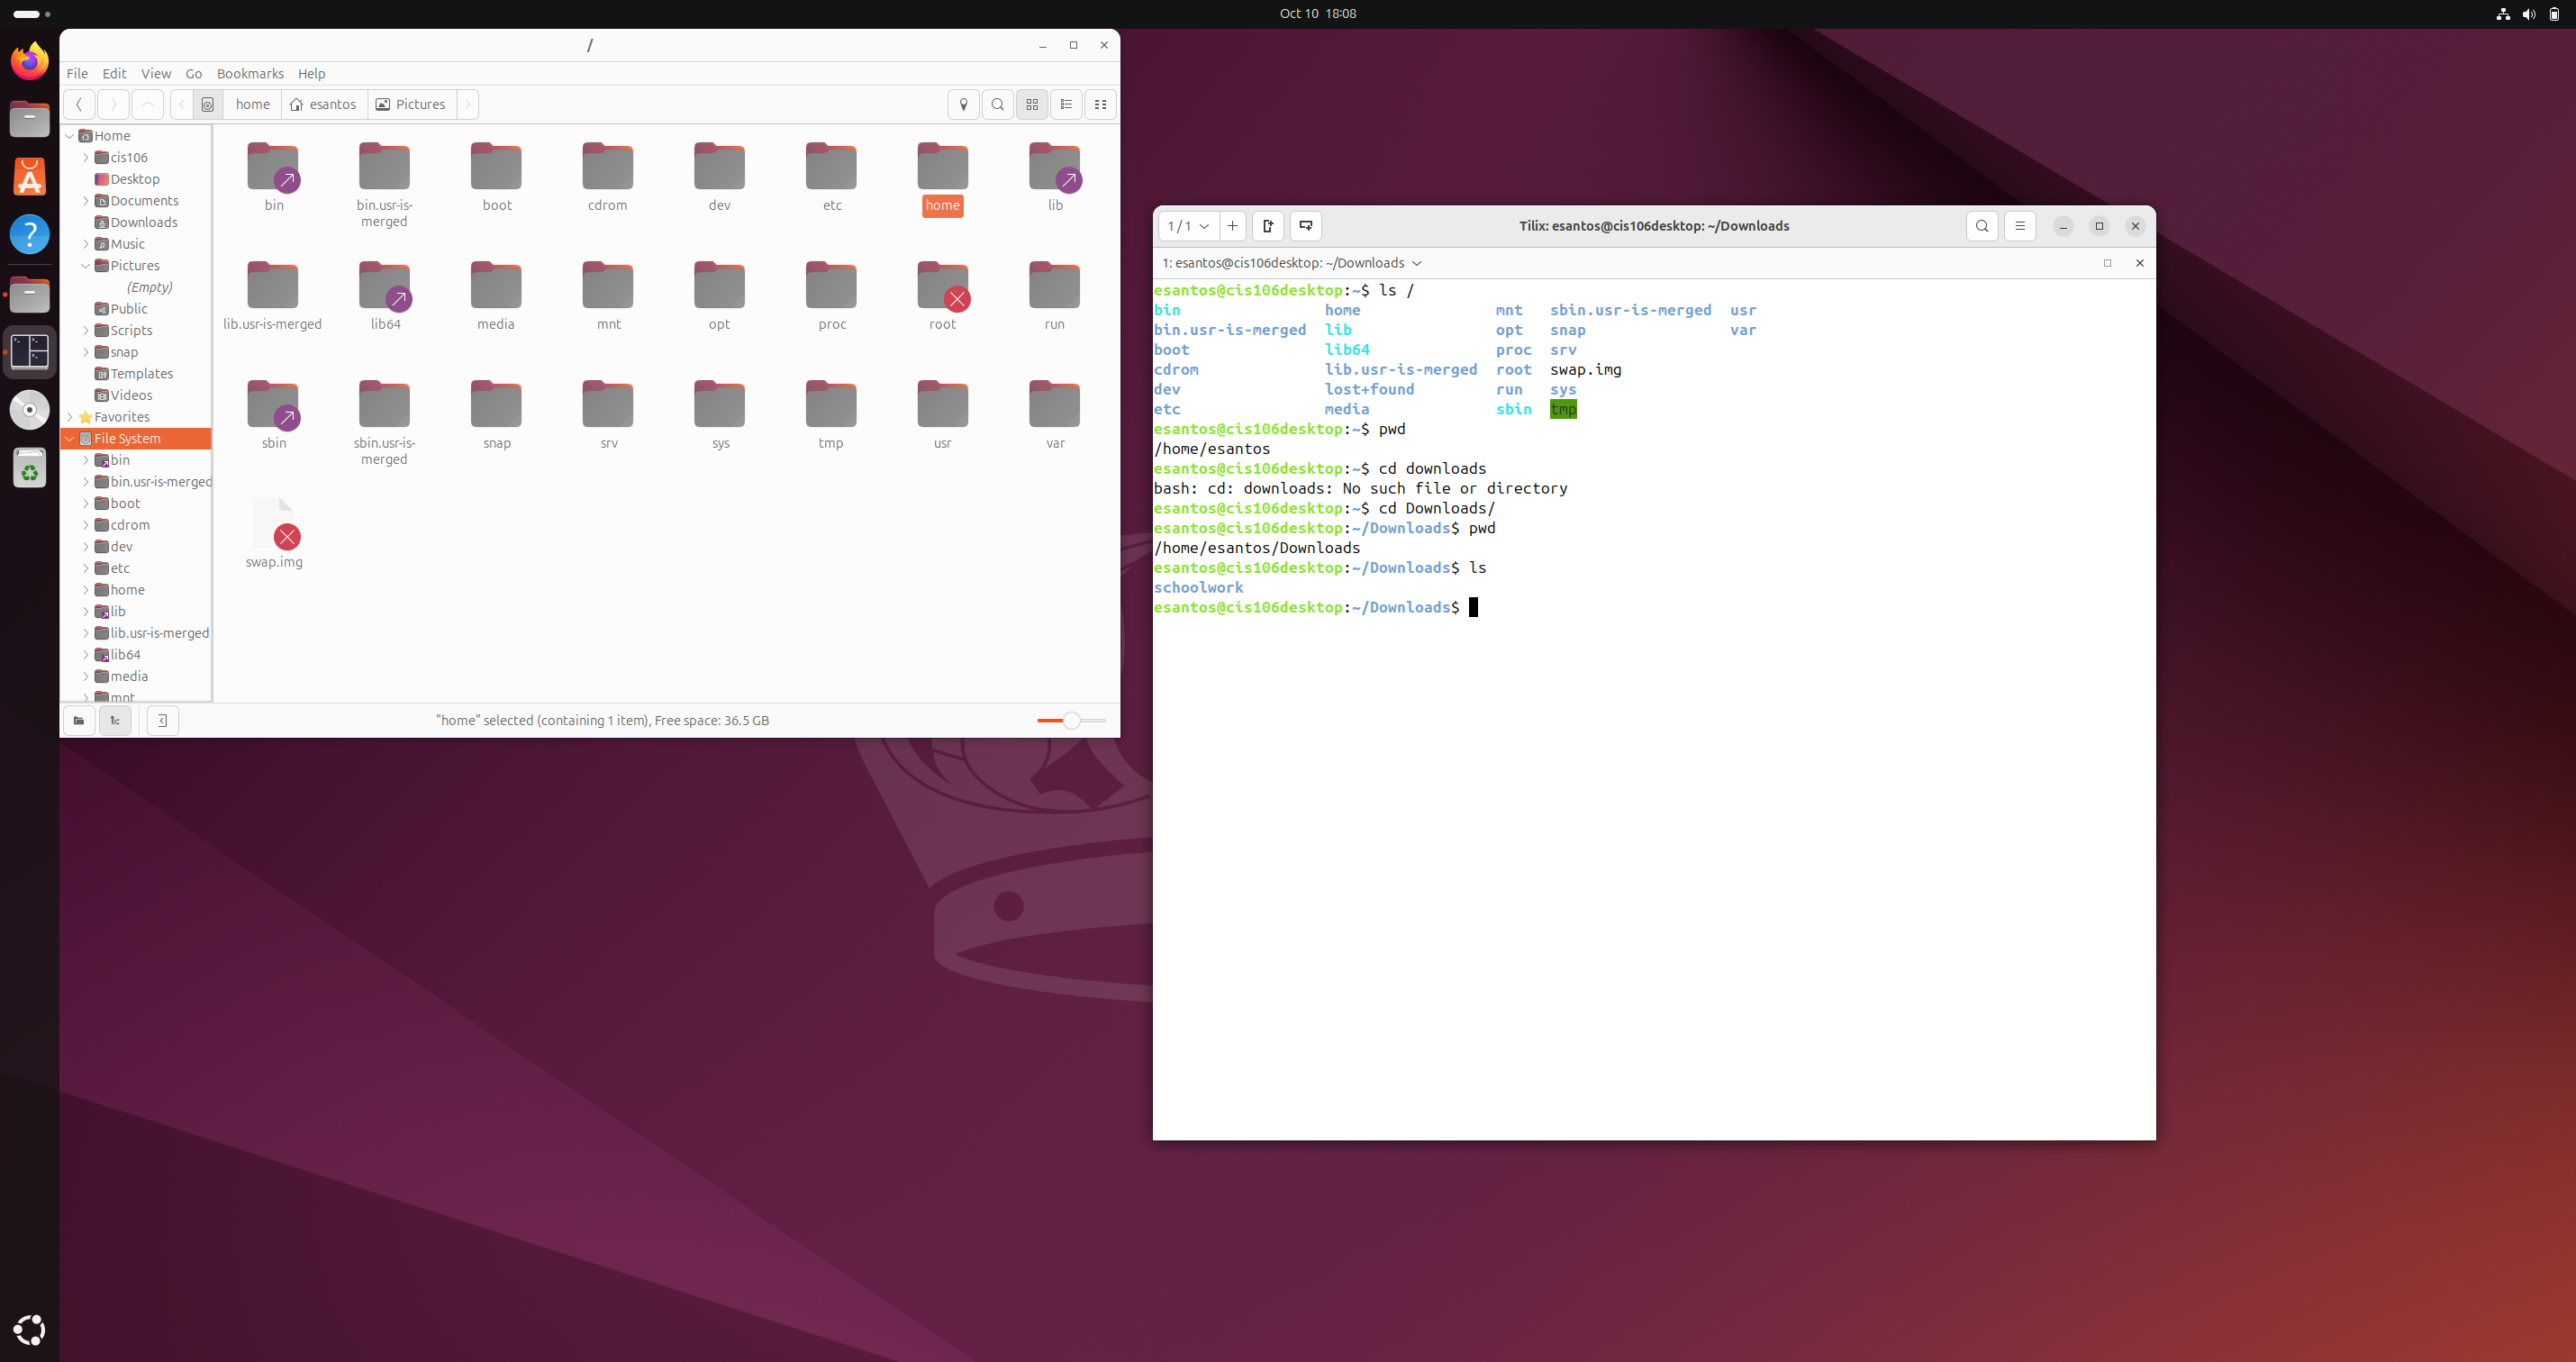 Oct 10 18:08
/
File Edit View Go Bookmarks Help
home esantos Pictures
Home
cis106
Desktop
Documents
Downloads
Music
Pictures
(Empty)
Public
Scripts
snap
Templates
Videos
Favorites
File System
bin
bin.usr-is-merged
boot
cdrom
dev
etc
home
lib
lib.usr-is-merged
lib64
media
mnt
bin bin.usr-is-merged boot cdrom dev etc home lib
lib.usr-is-merged lib64 media mnt opt proc root run
sbin sbin.usr-is-merged snap srv sys tmp usr var
swap.img
"home" selected (containing 1 item), Free space: 36.5 GB
1 / 1 Tilix: esantos@cis106desktop: ~/Downloads
1: esantos@cis106desktop: ~/Downloads
esantos@cis106desktop:~$ ls /
bin home mnt sbin.usr-is-merged usr
bin.usr-is-merged lib opt snap var
boot lib64 proc srv
cdrom lib.usr-is-merged root swap.img
dev lost+found run sys
etc media sbin tmp
esantos@cis106desktop:~$ pwd
/home/esantos
esantos@cis106desktop:~$ cd downloads
bash: cd: downloads: No such file or directory
esantos@cis106desktop:~$ cd Downloads/
esantos@cis106desktop:~/Downloads$ pwd
/home/esantos/Downloads
esantos@cis106desktop:~/Downloads$ ls
schoolwork
esantos@cis106desktop:~/Downloads$